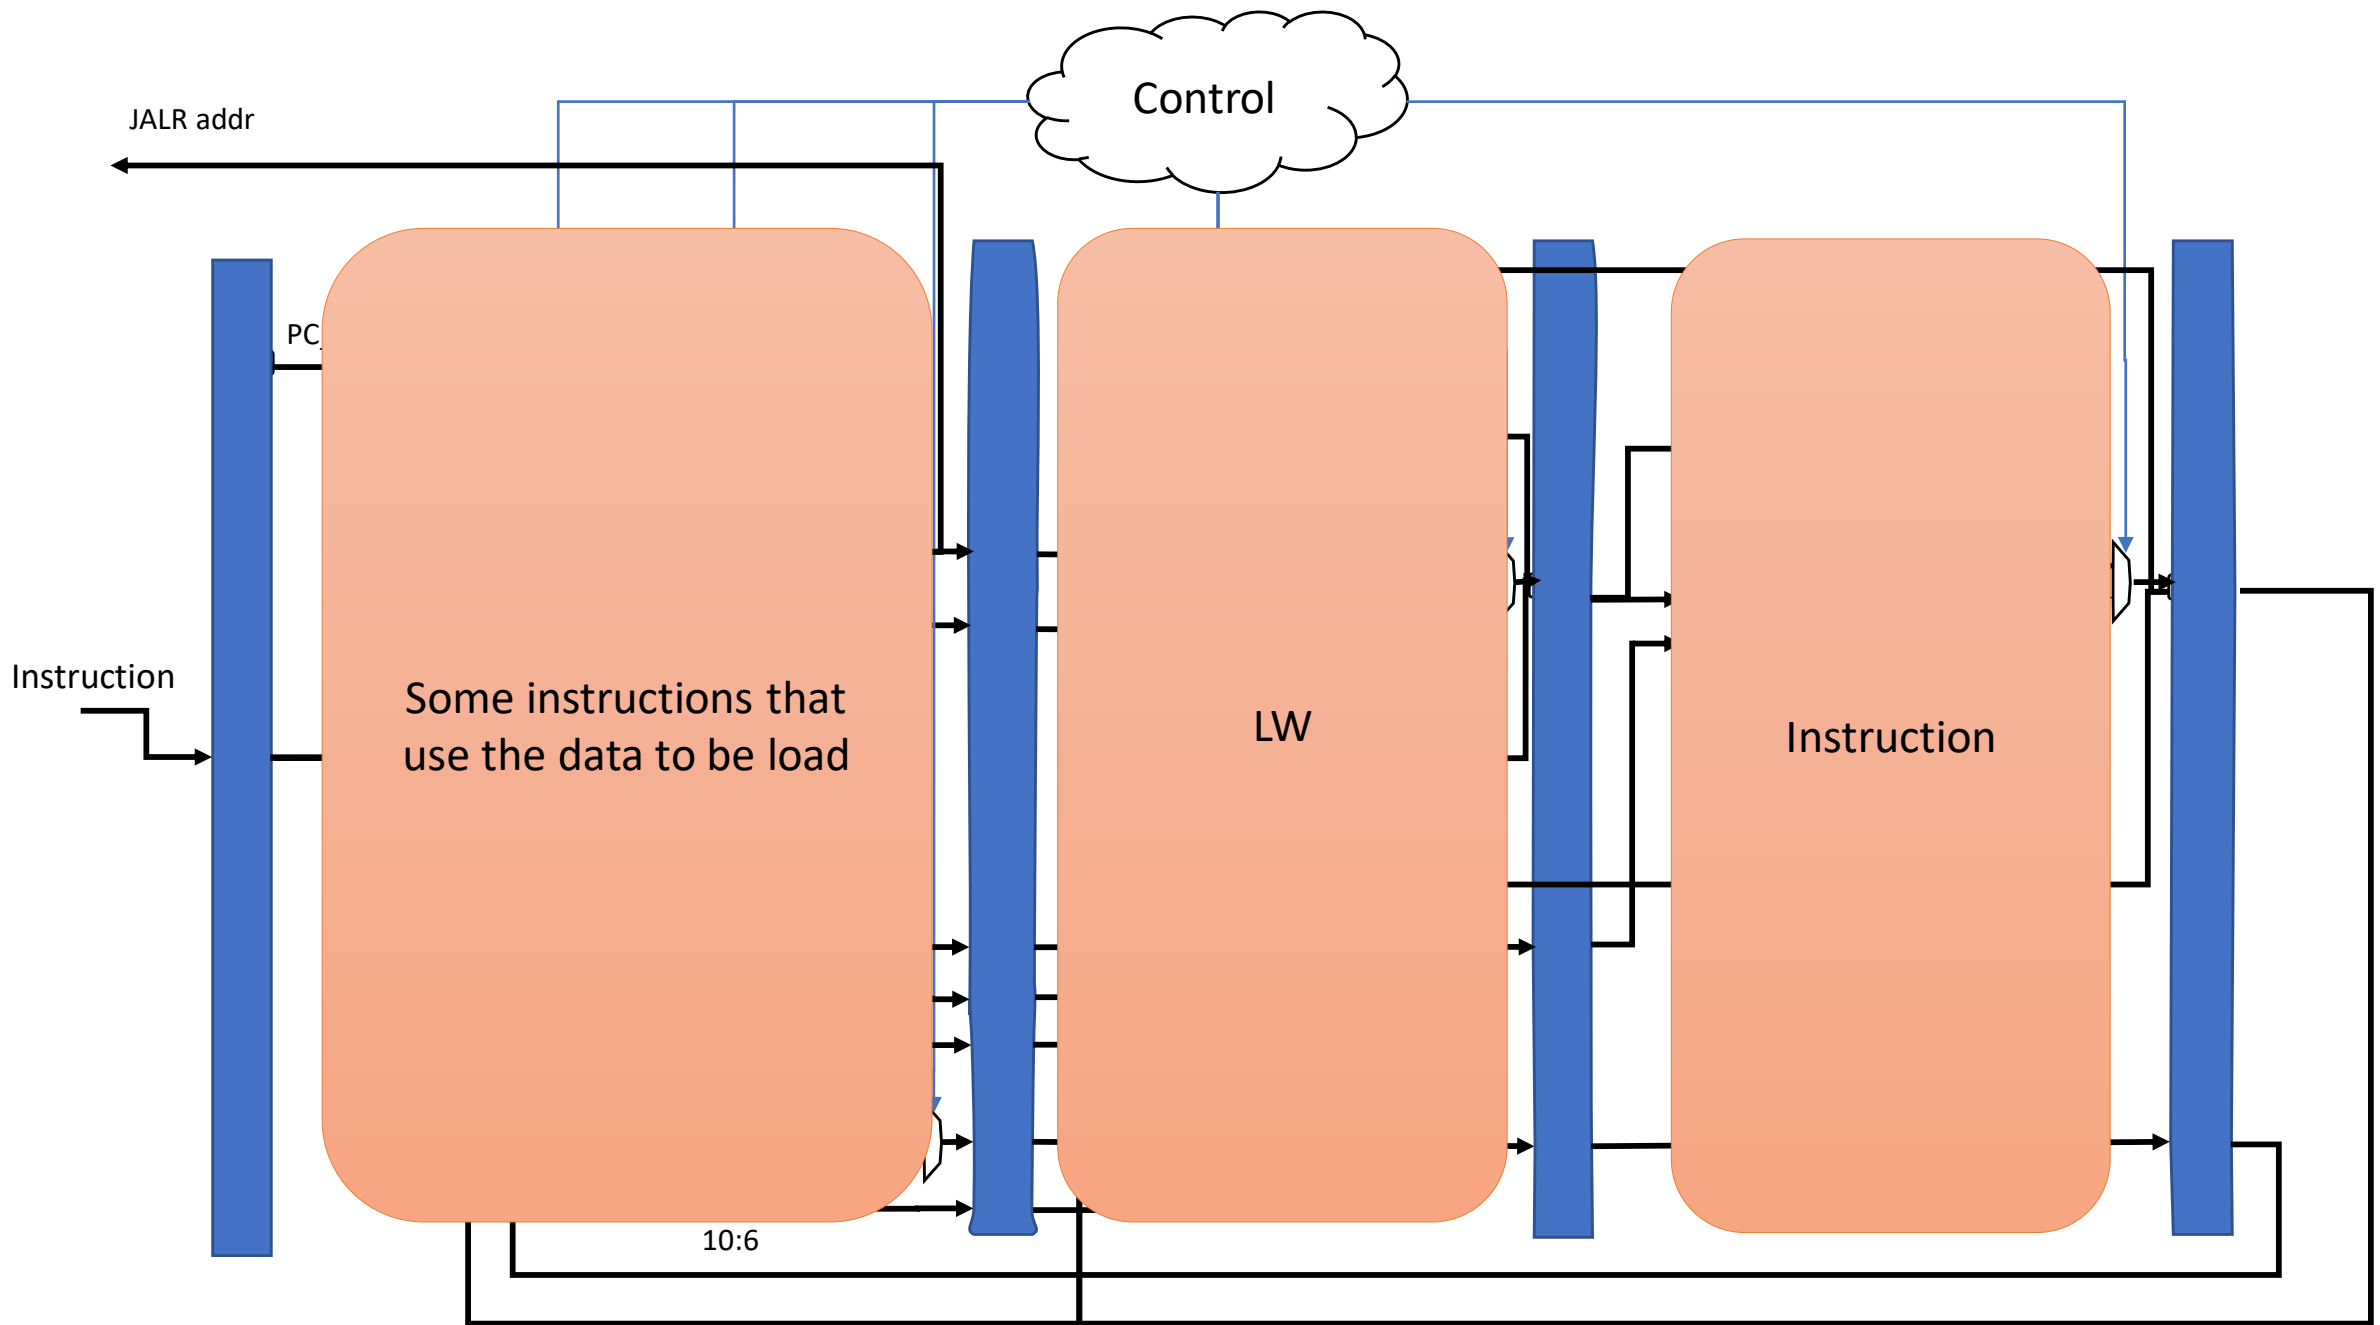 Control
JALR addr
PC
Instruction
Some instructions that
use the data to be load
LW
Instruction
10:6